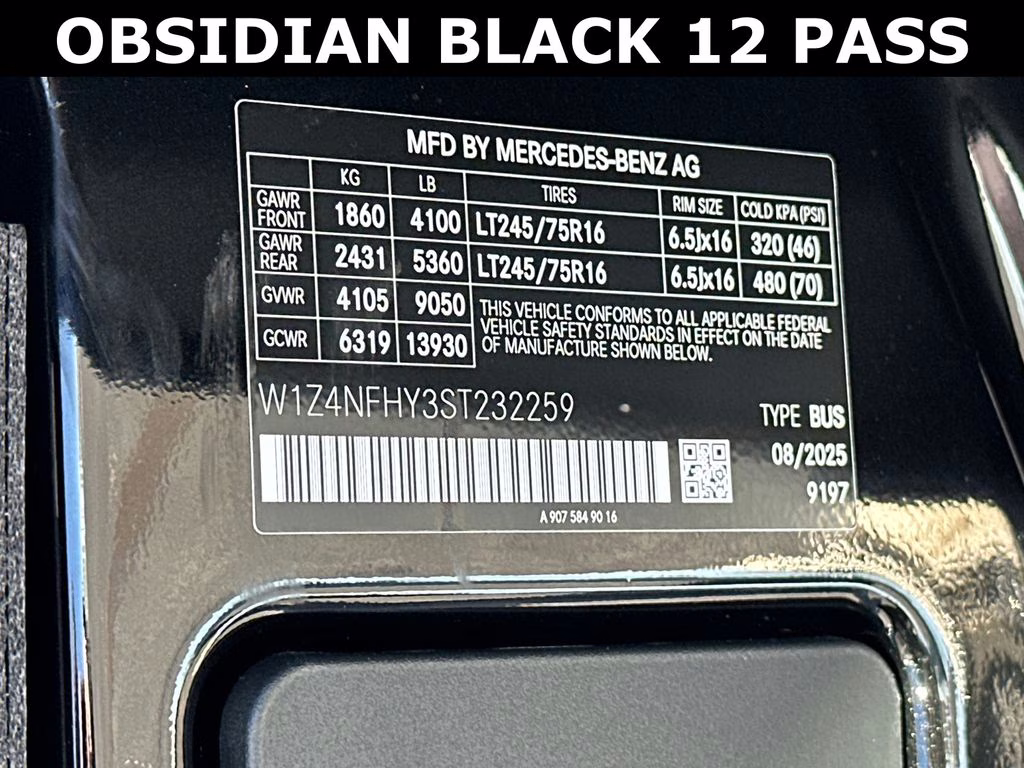 OBSIDIAN BLACK 12 PASS
MFD BY MERCEDES-BENZ AG
KG LB TIRES RIM SIZE COLD KPA (PSI)
GAWR FRONT 1860 4100 LT245/75R16 6.5Jx16 320 (46)
GAWR REAR 2431 5360 LT245/75R16 6.5Jx16 480 (70)
GVWR 4105 9050
GCWR 6319 13930
THIS VEHICLE CONFORMS TO ALL APPLICABLE FEDERAL
VEHICLE SAFETY STANDARDS IN EFFECT ON THE DATE
OF MANUFACTURE SHOWN BELOW.
W1Z4NFHY3ST232259
TYPE BUS
08/2025
9197
A 907 584 90 16